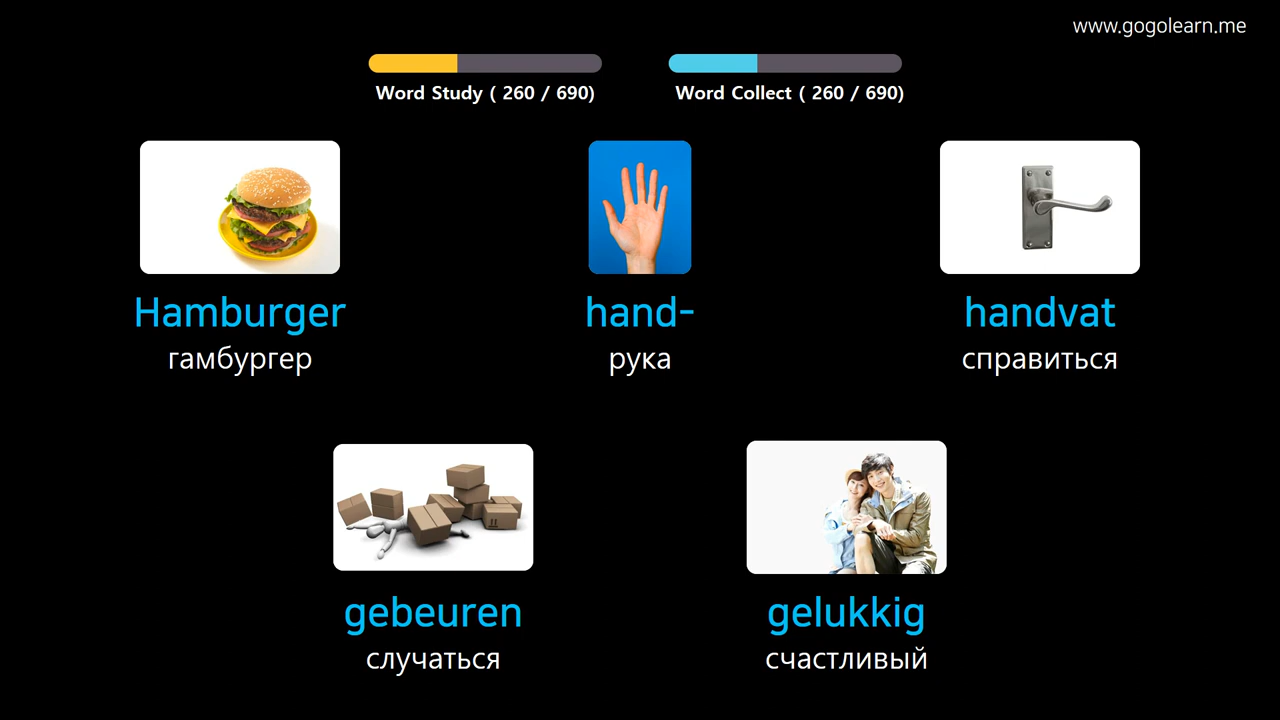 www.gogolearn.me
Word Study ( 260 / 690)
Word Collect ( 260 / 690)
Hamburger
гамбургер
hand-
рука
handvat
справиться
gebeuren
случаться
gelukkig
счастливый